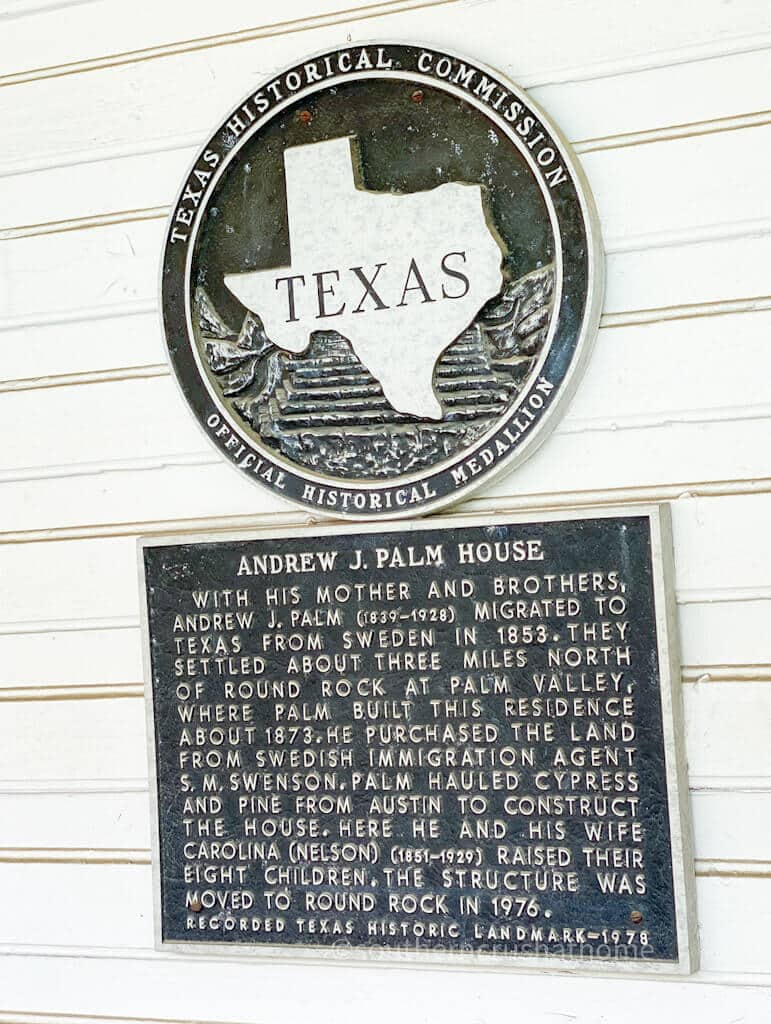 TEXAS HISTORICAL COMMISSION
TEXAS
OFFICIAL HISTORICAL MEDALLION
ANDREW J. PALM HOUSE
WITH HIS MOTHER AND BROTHERS,
ANDREW J. PALM (1839-1928) MIGRATED TO
TEXAS FROM SWEDEN IN 1853. THEY
SETTLED ABOUT THREE MILES NORTH
OF ROUND ROCK AT PALM VALLEY,
WHERE PALM BUILT THIS RESIDENCE
ABOUT 1873. HE PURCHASED THE LAND
FROM SWEDISH IMMIGRATION AGENT
S. M. SWENSON. PALM HAULED CYPRESS
AND PINE FROM AUSTIN TO CONSTRUCT
THE HOUSE. HERE HE AND HIS WIFE
CAROLINA (NELSON) (1851-1929) RAISED THEIR
EIGHT CHILDREN. THE STRUCTURE WAS
MOVED TO ROUND ROCK IN 1976.
RECORDED TEXAS HISTORIC LANDMARK-1978
© southerncrushathome